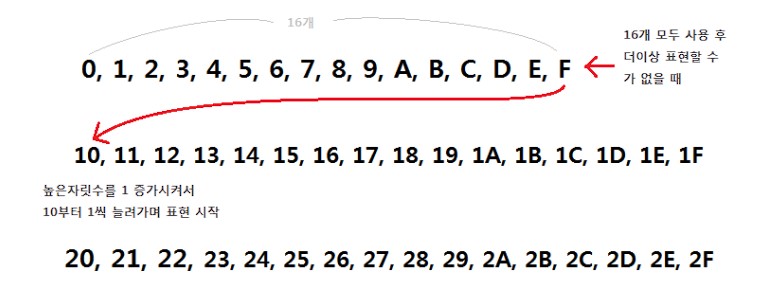 16개
0, 1, 2, 3, 4, 5, 6, 7, 8, 9, A, B, C, D, E, F
16개 모두 사용 후
더이상 표현할 수
가 없을 때
10, 11, 12, 13, 14, 15, 16, 17, 18, 19, 1A, 1B, 1C, 1D, 1E, 1F
높은자릿수를 1 증가시켜서
10부터 1씩 늘려가며 표현 시작
20, 21, 22, 23, 24, 25, 26, 27, 28, 29, 2A, 2B, 2C, 2D, 2E, 2F